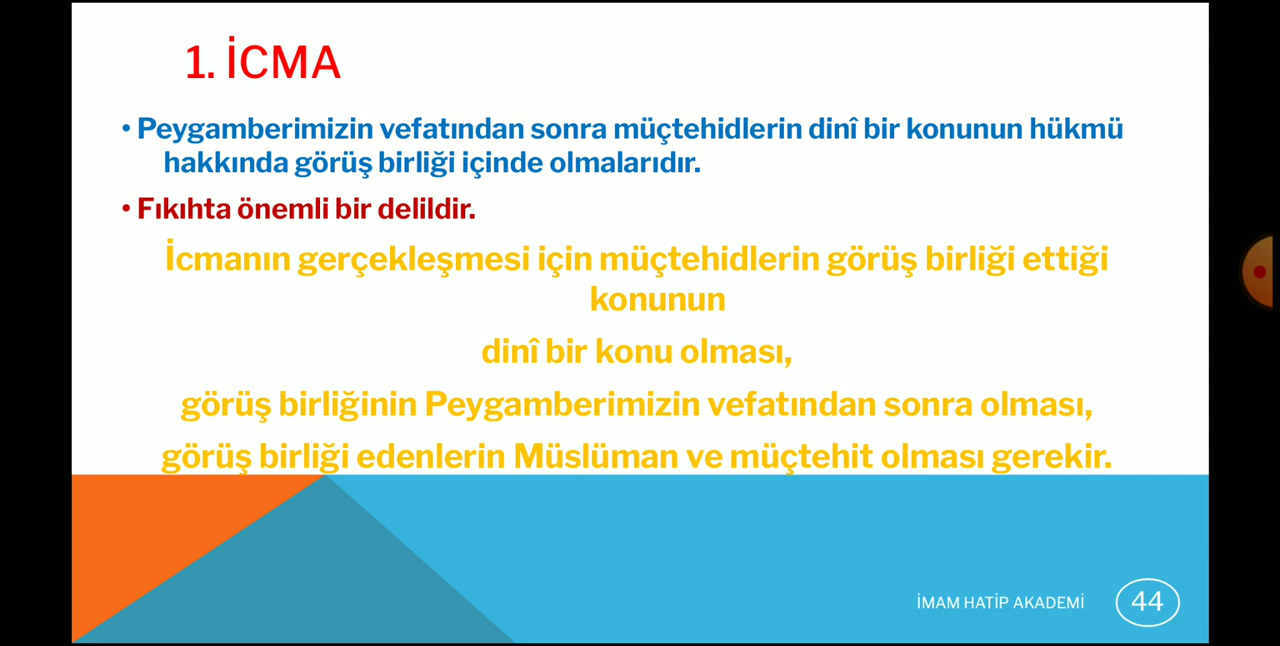 1. İCMA
• Peygamberimizin vefatından sonra müçtehidlerin dinî bir konunun hükmü
hakkında görüş birliği içinde olmalarıdır.
• Fıkıhta önemli bir delildir.
İcmanın gerçekleşmesi için müçtehidlerin görüş birliği ettiği
konunun
dinî bir konu olması,
görüş birliğinin Peygamberimizin vefatından sonra olması,
görüş birliği edenlerin Müslüman ve müçtehit olması gerekir.
İMAM HATİP AKADEMİ
44